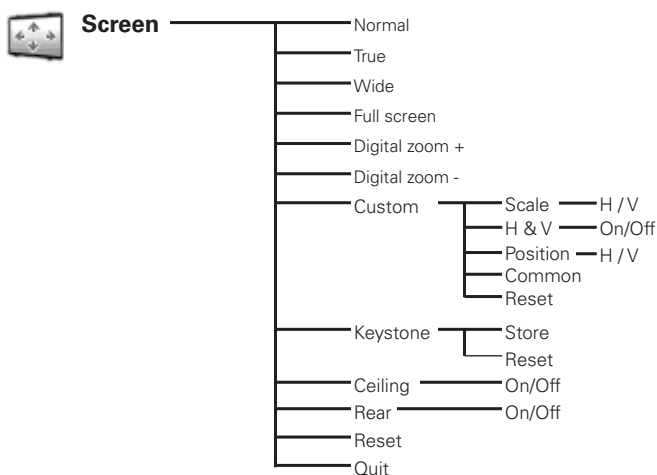 Screen
Normal
True
Wide
Full screen
Digital zoom +
Digital zoom -
Custom
Scale
H / V
H & V
On/Off
Position
H / V
Common
Reset
Keystone
Store
Reset
Ceiling
On/Off
Rear
On/Off
Reset
Quit